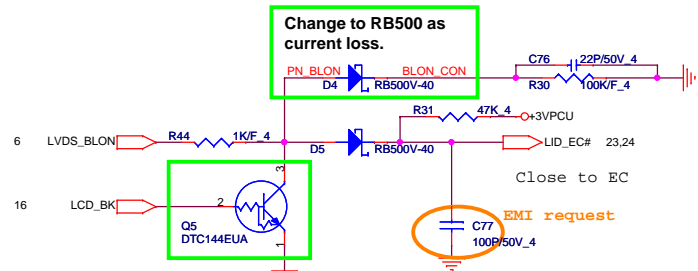 Change to RB500 as
current loss.
PN_BLON
BLON_CON
D4
RB500V-40
C76
22P/50V_4
R30
100K/F_4
R31
47K_4
+3VPCU
6
LVDS_BLON
R44
1K/F_4
D5
RB500V-40
LID_EC#
23,24
Close to EC
3
16
LCD_BK
2
Q5
DTC144EUA
1
EMI request
C77
100P/50V_4